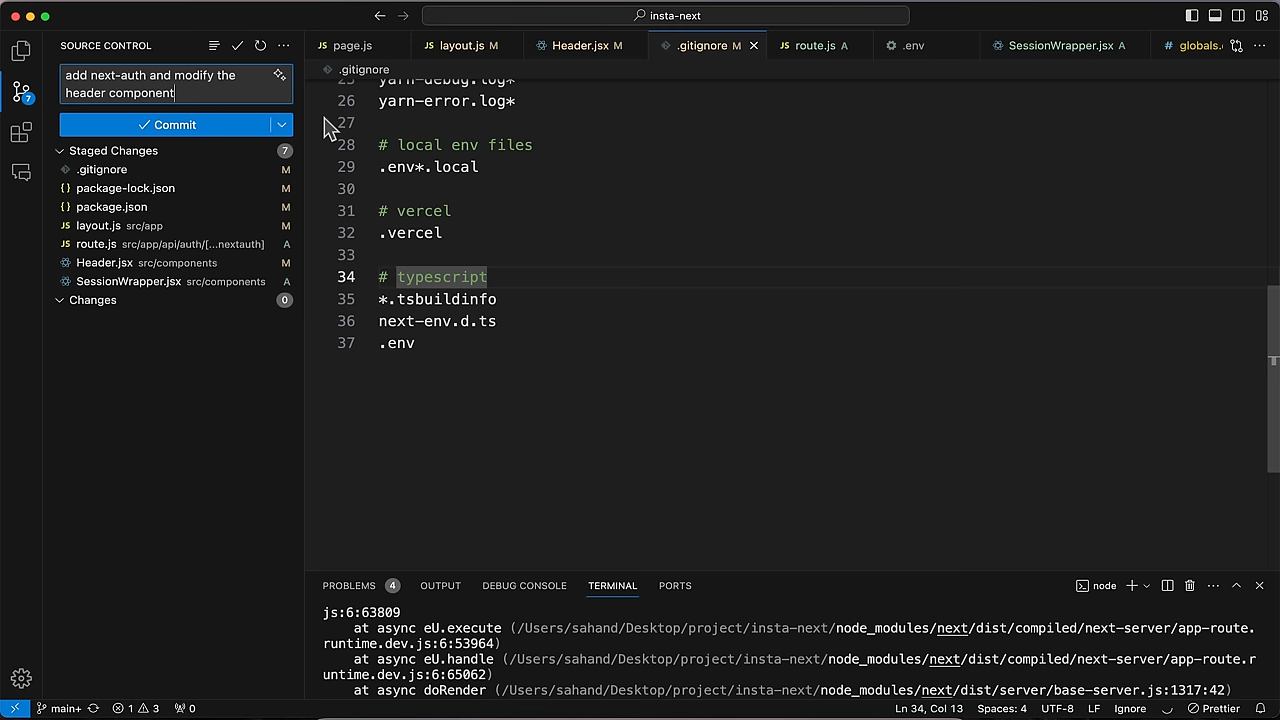 insta-next
SOURCE CONTROL
page.js
layout.js M
Header.jsx M
.gitignore M
route.js A
.env
SessionWrapper.jsx A
globals.
.gitignore
add next-auth and modify the
header component
Commit
Staged Changes 7
.gitignore M
package-lock.json M
package.json M
layout.js src/app M
route.js src/app/api/auth/[...nextauth] A
Header.jsx src/components M
SessionWrapper.jsx src/components A
Changes 0
7
25 yarn-debug.log*
26 yarn-error.log*
27
28 # local env files
29 .env*.local
30
31 # vercel
32 .vercel
33
34 # typescript
35 *.tsbuildinfo
36 next-env.d.ts
37 .env
PROBLEMS 4 OUTPUT DEBUG CONSOLE TERMINAL PORTS
node
js:6:63809
at async eU.execute (/Users/sahand/Desktop/project/insta-next/node_modules/next/dist/compiled/next-server/app-route.
runtime.dev.js:6:53964)
at async eU.handle (/Users/sahand/Desktop/project/insta-next/node_modules/next/dist/compiled/next-server/app-route.r
untime.dev.js:6:65062)
at async doRender (/Users/sahand/Desktop/project/insta-next/node_modules/next/dist/server/base-server.js:1317:42)
main+ 1 3 0 Ln 34, Col 13 Spaces: 4 UTF-8 LF Ignore Prettier